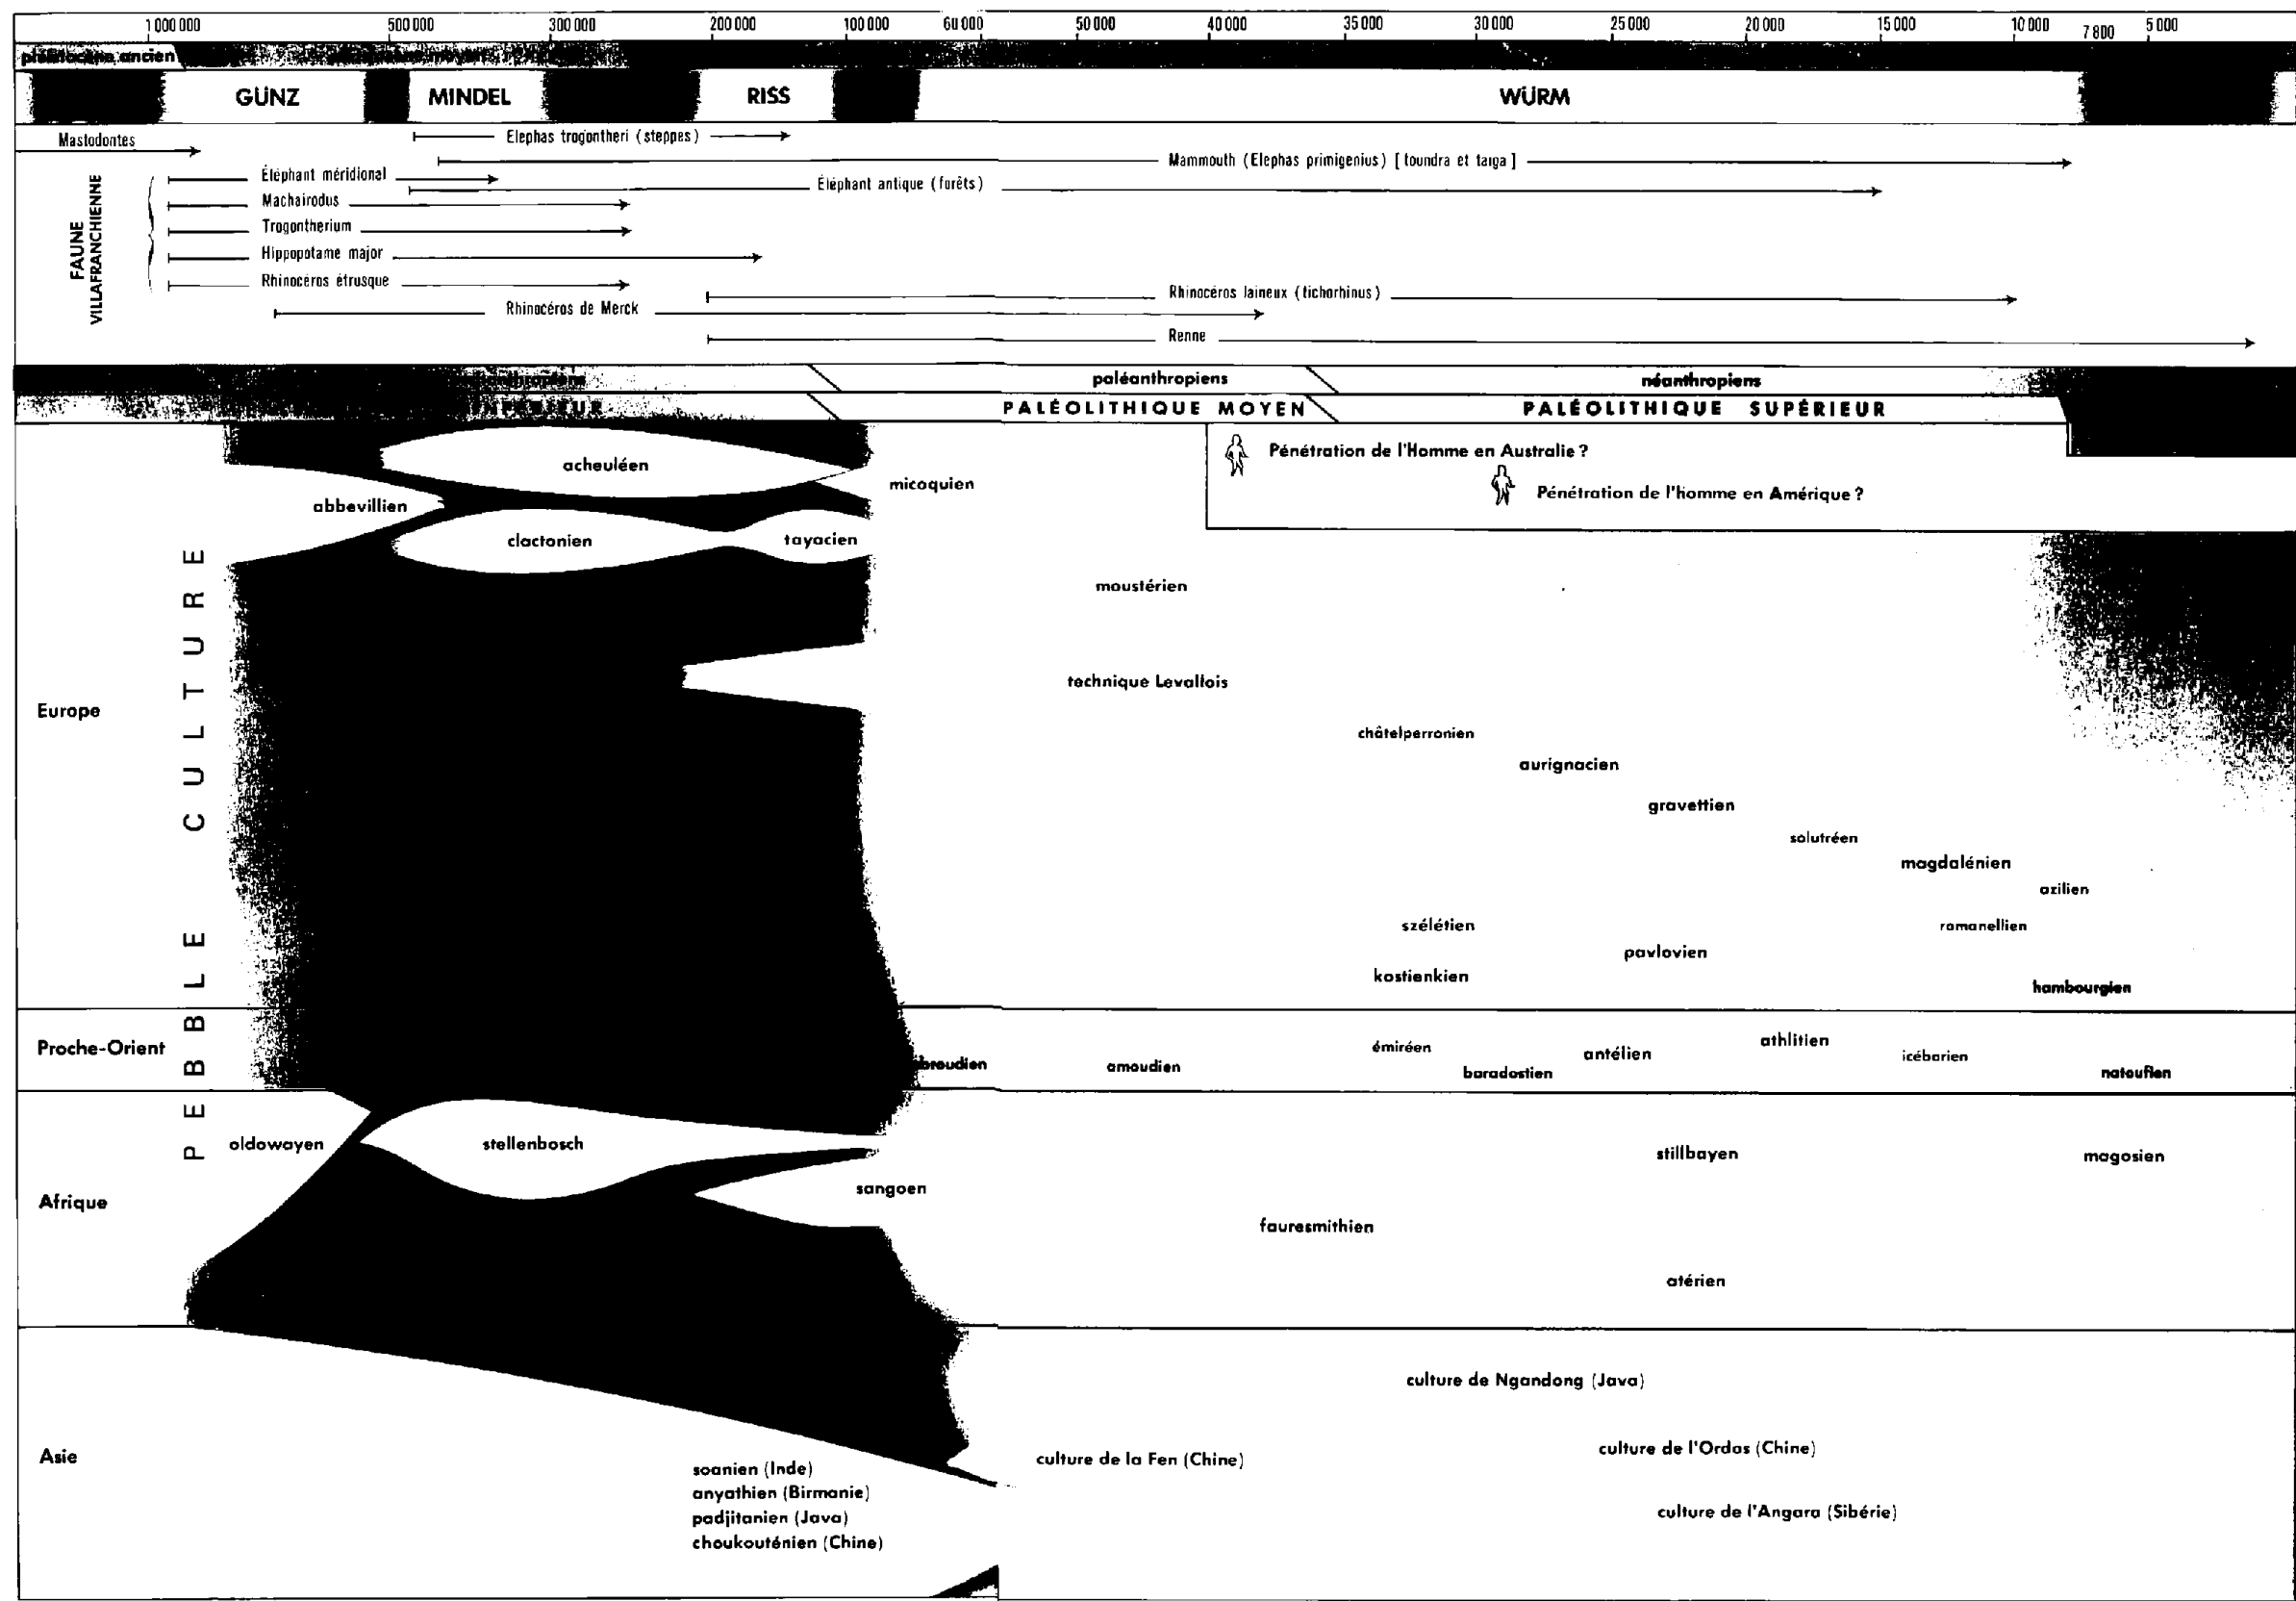 1 000 000 500 000 300 000 200 000 100 000 60 000 50 000 40 000 35 000 30 000 25 000 20 000 15 000 10 000 7 800 5 000
pléistocène ancien
GÜNZ MINDEL RISS WÜRM
Mastodontes
Elephas trogontheri (steppes)
Mammouth (Elephas primigenius) [toundra et taïga]
FAUNE
VILLAFRANCHIENNE
Éléphant méridional
Éléphant antique (forêts)
Machairodus
Trogontherium
Hippopotame major
Rhinocéros étrusque
Rhinocéros laineux (tichorhinus)
Rhinocéros de Merck
Renne
paléanthropiens néanthropiens
INFÉRIEUR PALÉOLITHIQUE MOYEN PALÉOLITHIQUE SUPÉRIEUR
PEBBLE CULTURE
Pénétration de l'Homme en Australie ?
Pénétration de l'homme en Amérique ?
Europe
acheuléen
micoquien
abbevillien
clactonien
tayacien
moustérien
technique Levallois
châtelperronien
aurignacien
gravettien
solutréen
magdalénien
azilien
szélétien
romanellien
pavlovien
kostienkien
hambourgien
Proche-Orient
amoudien
émiréen
baradostien
antélien
athlitien
icébarien
natoufien
Afrique
oldowayen
stellenbosch
sangoen
stillbayen
magosien
fauresmithien
atérien
Asie
culture de Ngandong (Java)
culture de la Fen (Chine)
culture de l'Ordos (Chine)
culture de l'Angara (Sibérie)
soanien (Inde)
anyathien (Birmanie)
padjitanien (Java)
choukouténien (Chine)